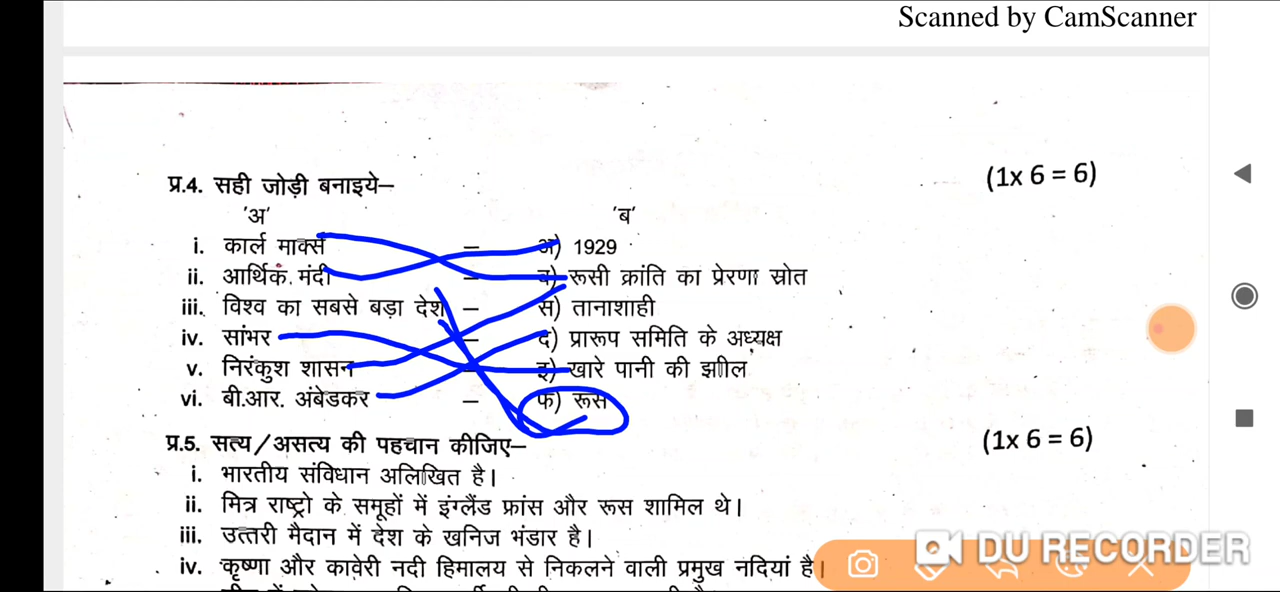 Scanned by CamScanner
प्र.4. सही जोड़ी बनाइये– (1x 6 = 6)
'अ' 'ब'
i. कार्ल मार्क्स – अ) 1929
ii. आर्थिक मंदी – ब) रूसी क्रांति का प्रेरणा स्रोत
iii. विश्व का सबसे बड़ा देश – स) तानाशाही
iv. सांभर – द) प्रारूप समिति के अध्यक्ष
v. निरंकुश शासन – इ) खारे पानी की झील
vi. बी.आर. अंबेडकर – फ) रूस
प्र.5. सत्य/असत्य की पहचान कीजिए– (1x 6 = 6)
i. भारतीय संविधान अलिखित है।
ii. मित्र राष्ट्रो के समूहों में इंग्लैंड फ्रांस और रूस शामिल थे।
iii. उत्तरी मैदान में देश के खनिज भंडार है।
iv. कृष्णा और कावेरी नदी हिमालय से निकलने वाली प्रमुख नदियां है।
DU RECORDER